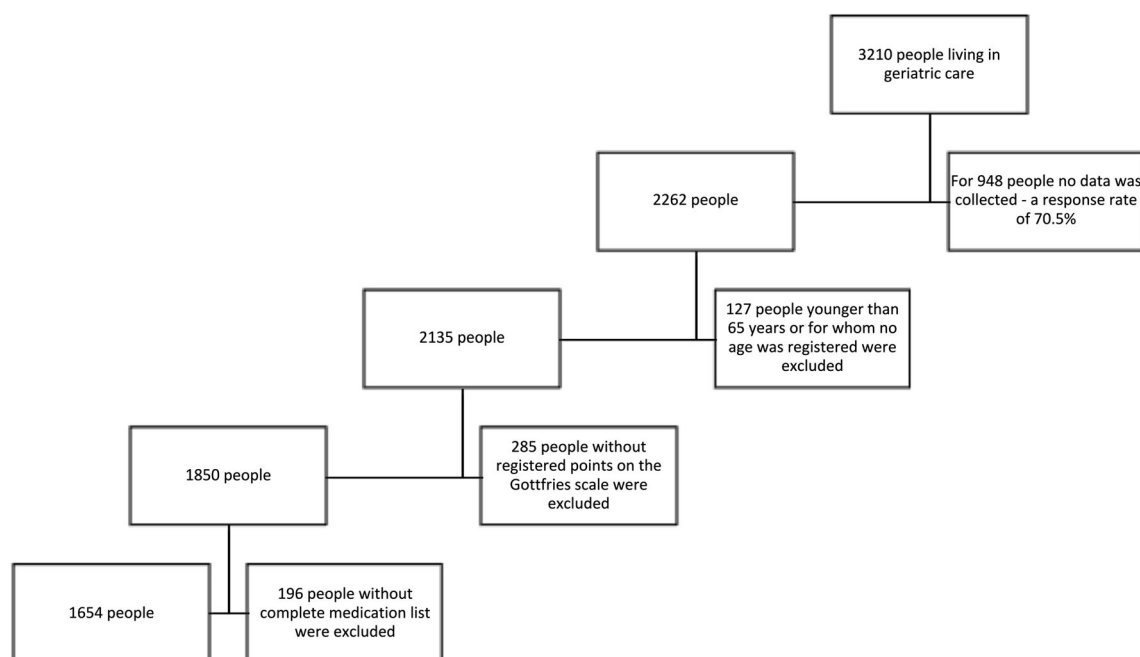 3210 people living in
geriatric care
2262 people
For 948 people no data was
collected - a response rate
of 70.5%
2135 people
127 people younger than
65 years or for whom no
age was registered were
excluded
1850 people
285 people without
registered points on the
Gottfries scale were
excluded
1654 people
196 people without
complete medication list
were excluded